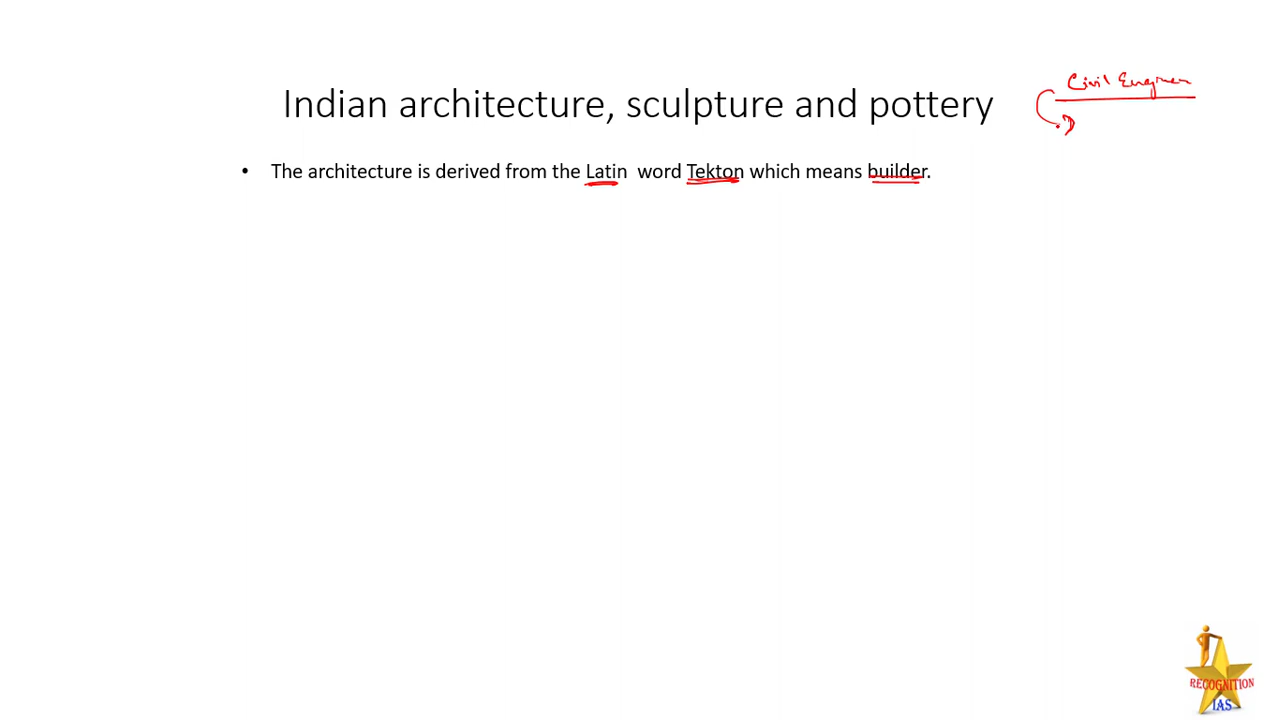 Civil Engineer
Indian architecture, sculpture and pottery
• The architecture is derived from the Latin word Tekton which means builder.
RECOGNITION
IAS